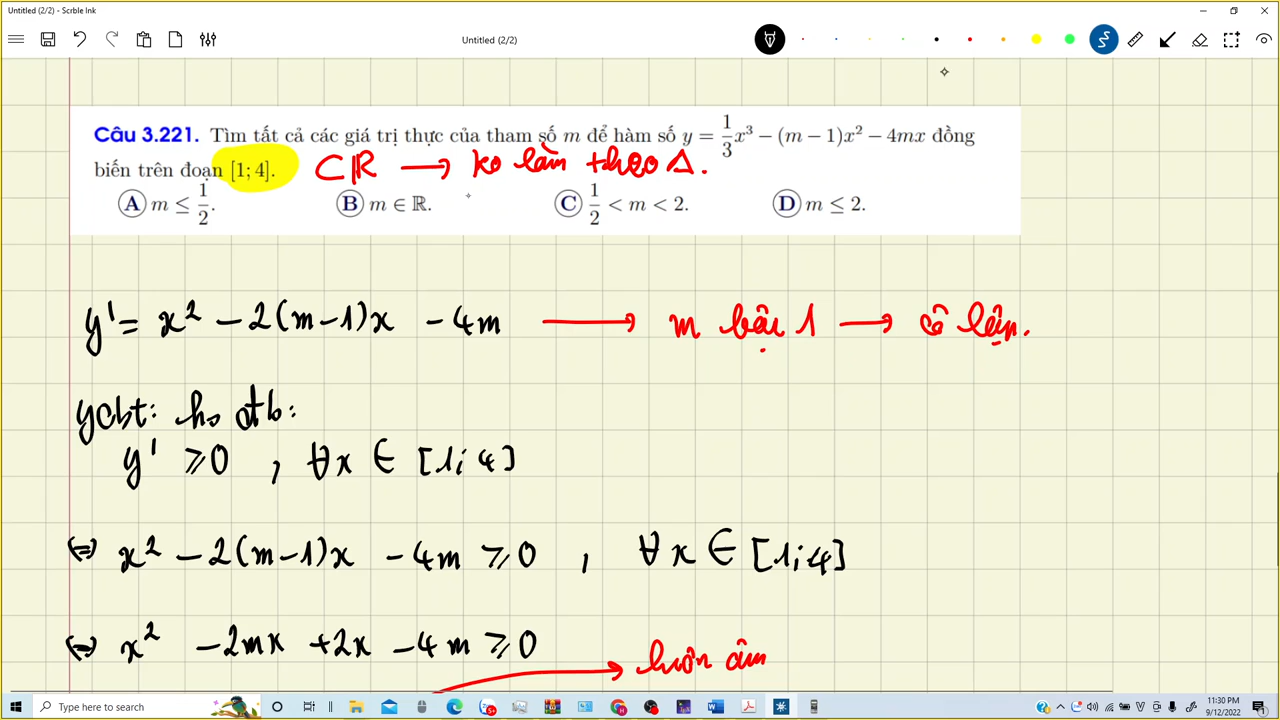 Untitled (2/2) - Scrble Ink
Untitled (2/2)
Câu 3.221. Tìm tất cả các giá trị thực của tham số m để hàm số y = 1/3 x³ − (m − 1)x² − 4mx đồng
biến trên đoạn [1; 4]. ⊂ ℝ ⟶ ko làm theo Δ.
A m ≤ 1/2. B m ∈ ℝ. C 1/2 < m < 2. D m ≤ 2.
y' = x² − 2(m−1)x − 4m ⟶ m bậc 1 ⟶ cô lập.
ycbt: hs đb:
y' ⩾ 0 , ∀x ∈ [1; 4]
⇔ x² − 2(m−1)x − 4m ⩾ 0 , ∀x ∈ [1; 4]
⇔ x² − 2mx + 2x − 4m ⩾ 0
luôn âm
Type here to search
11:30 PM
9/12/2022